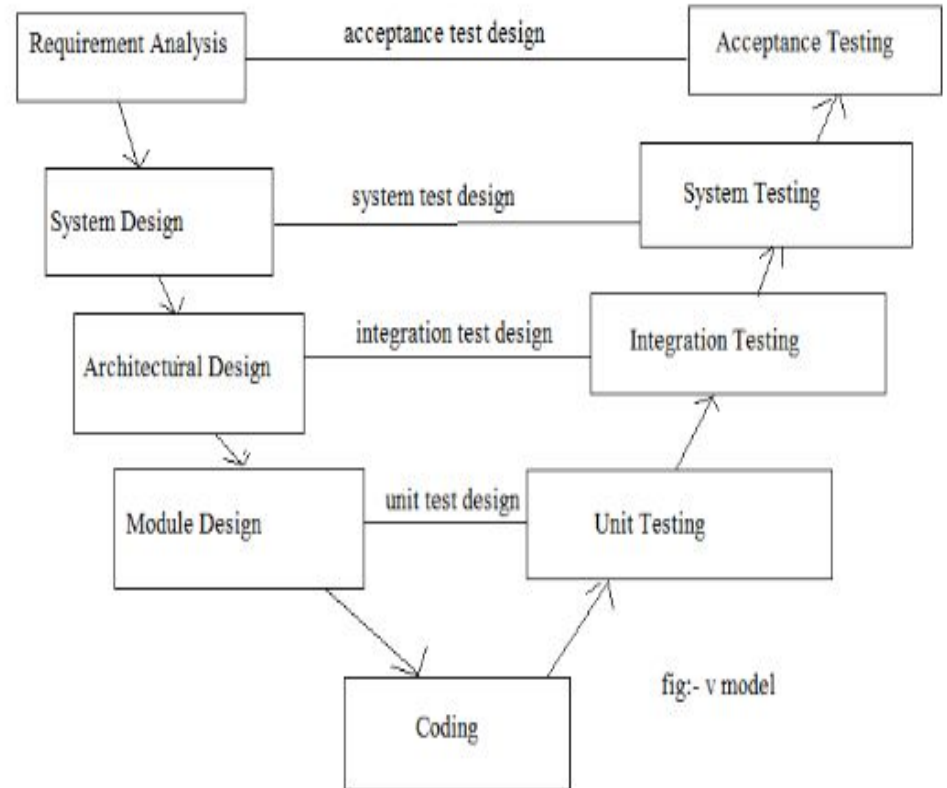 Requirement Analysis
acceptance test design
Acceptance Testing
System Design
system test design
System Testing
Architectural Design
integration test design
Integration Testing
Module Design
unit test design
Unit Testing
Coding
fig:- v model